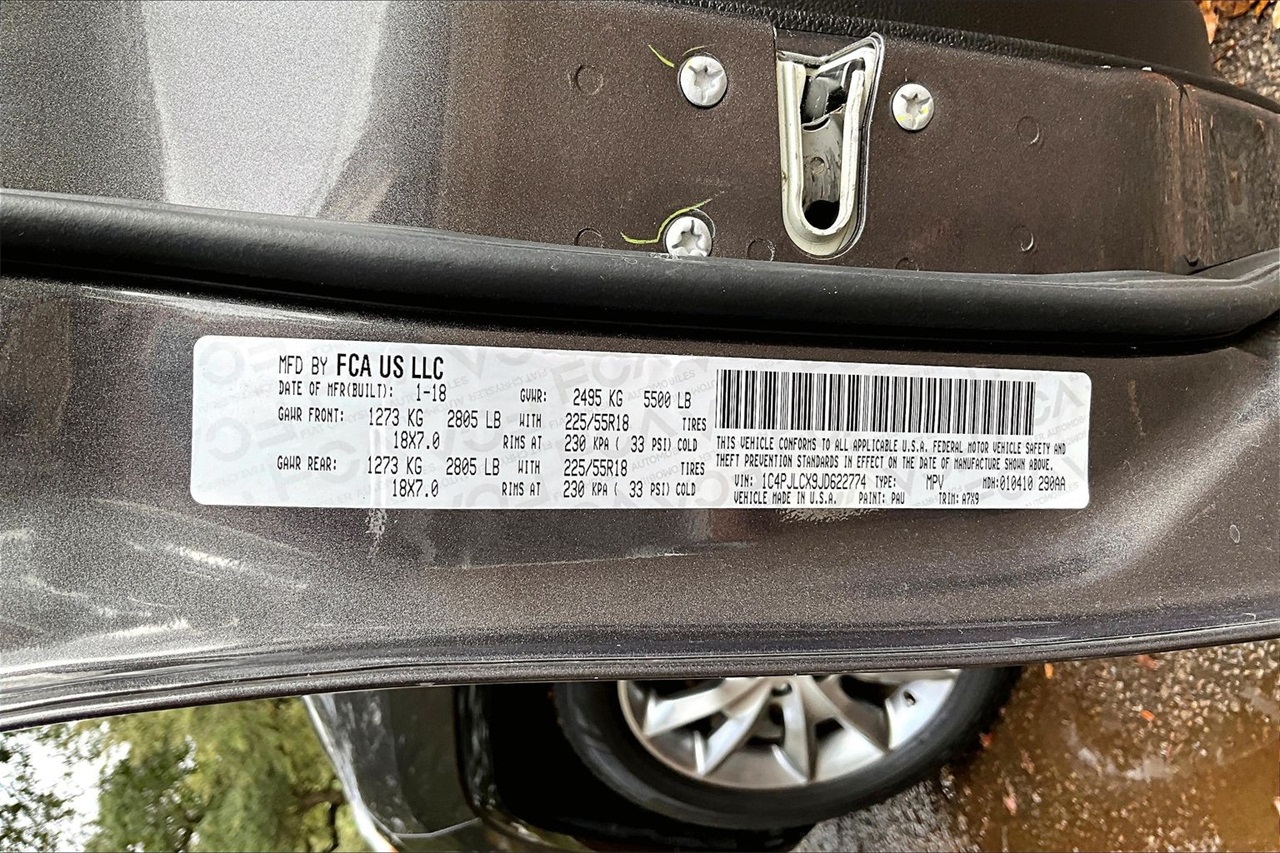 MFD BY FCA US LLC
DATE OF MFR(BUILT): 1-18 GVWR: 2495 KG 5500 LB
GAWR FRONT: 1273 KG 2805 LB WITH 225/55R18 TIRES
18X7.0 RIMS AT 230 KPA ( 33 PSI) COLD
GAWR REAR: 1273 KG 2805 LB WITH 225/55R18 TIRES
18X7.0 RIMS AT 230 KPA ( 33 PSI) COLD
THIS VEHICLE CONFORMS TO ALL APPLICABLE U.S.A. FEDERAL MOTOR VEHICLE SAFETY AND
THEFT PREVENTION STANDARDS IN EFFECT ON THE DATE OF MANUFACTURE SHOWN ABOVE.
VIN: 1C4PJLCX9JD622774 TYPE: MPV MDH:010410 290AA
VEHICLE MADE IN U.S.A. PAINT: PAU TRIM: A7X9